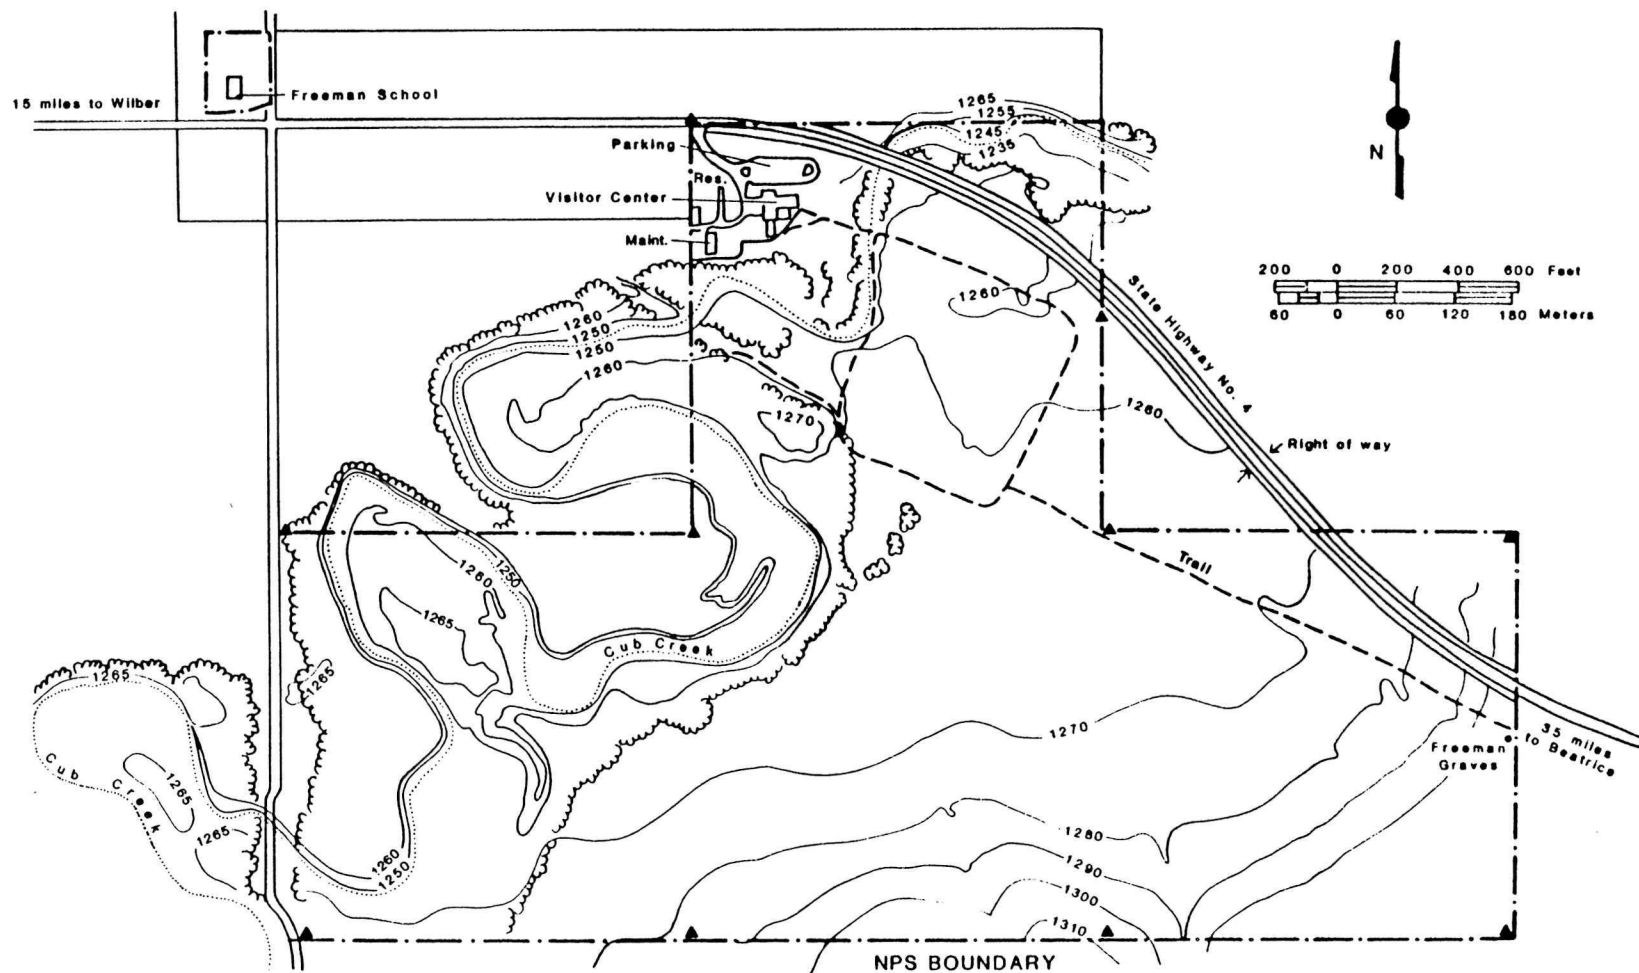 15 miles to Wilber
Freeman School
Parking
Res.
Visitor Center
Maint.
1265
1255
1245
1235
N
200 0 200 400 600 Feet
60 0 60 120 180 Meters
State Highway No. 4
Right of way
1260
1260
1250
1250
1260
1270
1260
1260
1250
1265
Cub Creek
Trail
1265
1265
Cub Creek
1265
1265
1260
1250
1270
35 miles
to Beatrice
Freeman
Graves
1280
1290
1300
1310
NPS BOUNDARY